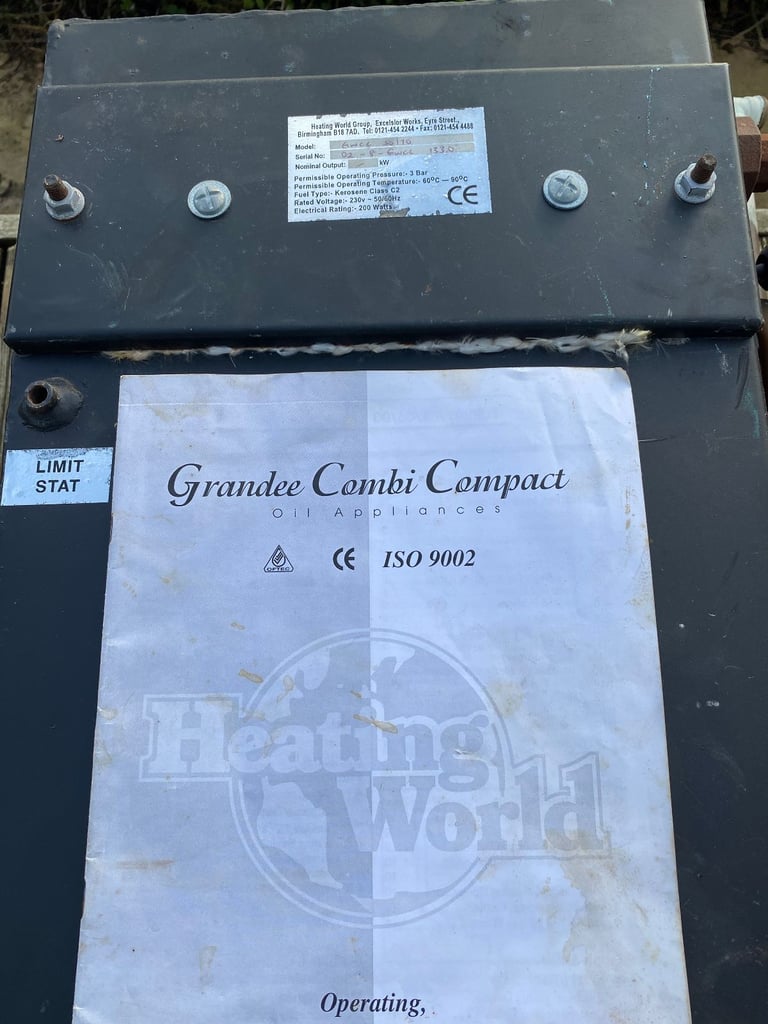 Heating World Group, Excelsior Works, Eyre Street.,
Birmingham B18 7AD. Tel: 0121-454 2244 • Fax: 0121-454 4488
Model:
Serial No:
Nominal Output: kW
Permissible Operating Pressure:- 3 Bar
Permissible Operating Temperature:- 60°C — 90°C
Fuel Type:- Kerosene Class C2
Rated Voltage:- 230v ~ 50/60Hz
Electrical Rating:- 200 Watts
CE
LIMIT
STAT
Grandee Combi Compact
Oil Appliances
OFTEC CE ISO 9002
Heating
World
Operating,